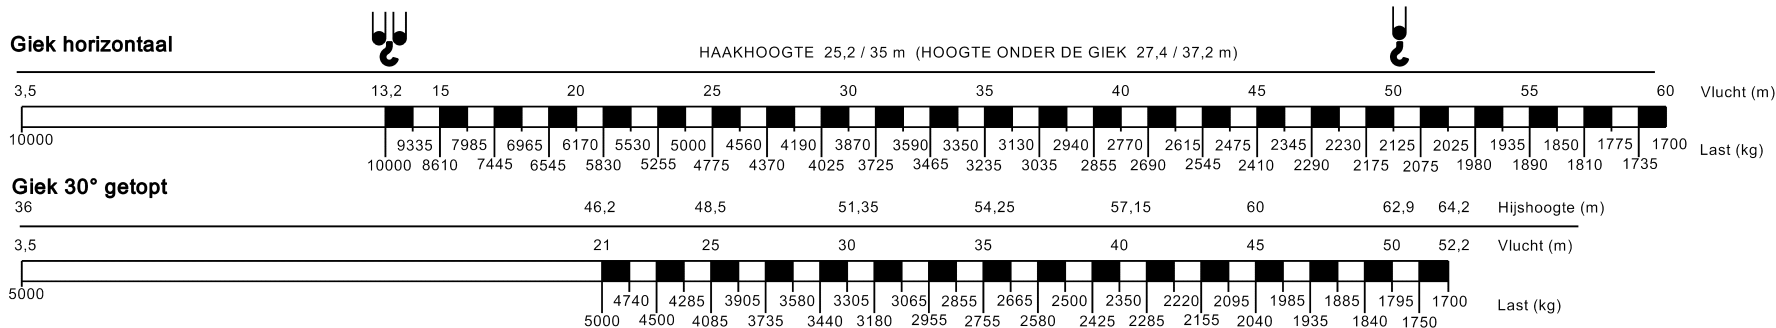 Giek horizontaal
HAAKHOOGTE 25,2 / 35 m (HOOGTE ONDER DE GIEK 27,4 / 37,2 m)
3,5 13,2 15 20 25 30 35 40 45 50 55 60 Vlucht (m)
10000 9335 7985 6965 6170 5530 5000 4560 4190 3870 3590 3350 3130 2940 2770 2615 2475 2345 2230 2125 2025 1935 1850 1775 1700 Last (kg)
10000 8610 7445 6545 5830 5255 4775 4370 4025 3725 3465 3235 3035 2855 2690 2545 2410 2290 2175 2075 1980 1890 1810 1735
Giek 30° getopt
36 46,2 48,5 51,35 54,25 57,15 60 62,9 64,2 Hijshoogte (m)
3,5 21 25 30 35 40 45 50 52,2 Vlucht (m)
5000 4740 4285 3905 3580 3305 3065 2855 2665 2500 2350 2220 2095 1985 1885 1795 1700 Last (kg)
5000 4500 4085 3735 3440 3180 2955 2755 2580 2425 2285 2155 2040 1935 1840 1750